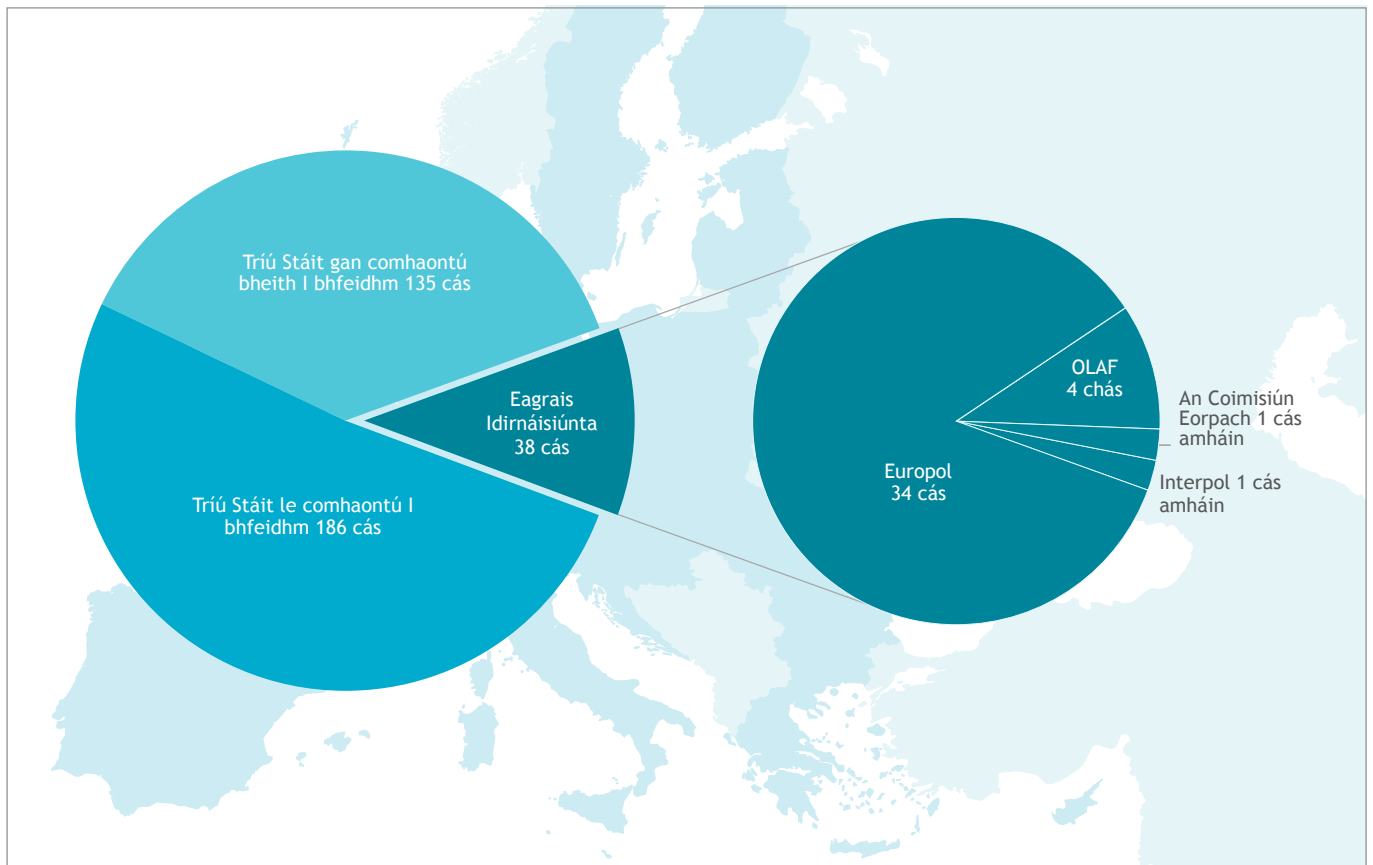 Tríú Stáit gan comhaontú
bheith I bhfeidhm 135 cás
Eagrais
Idirnáisiúnta
38 cás
Tríú Stáit le comhaontú I
bhfeidhm 186 cás
OLAF
4 chás
An Coimisiún
Eorpach 1 cás
amháin
Europol
34 cás
Interpol 1 cás
amháin